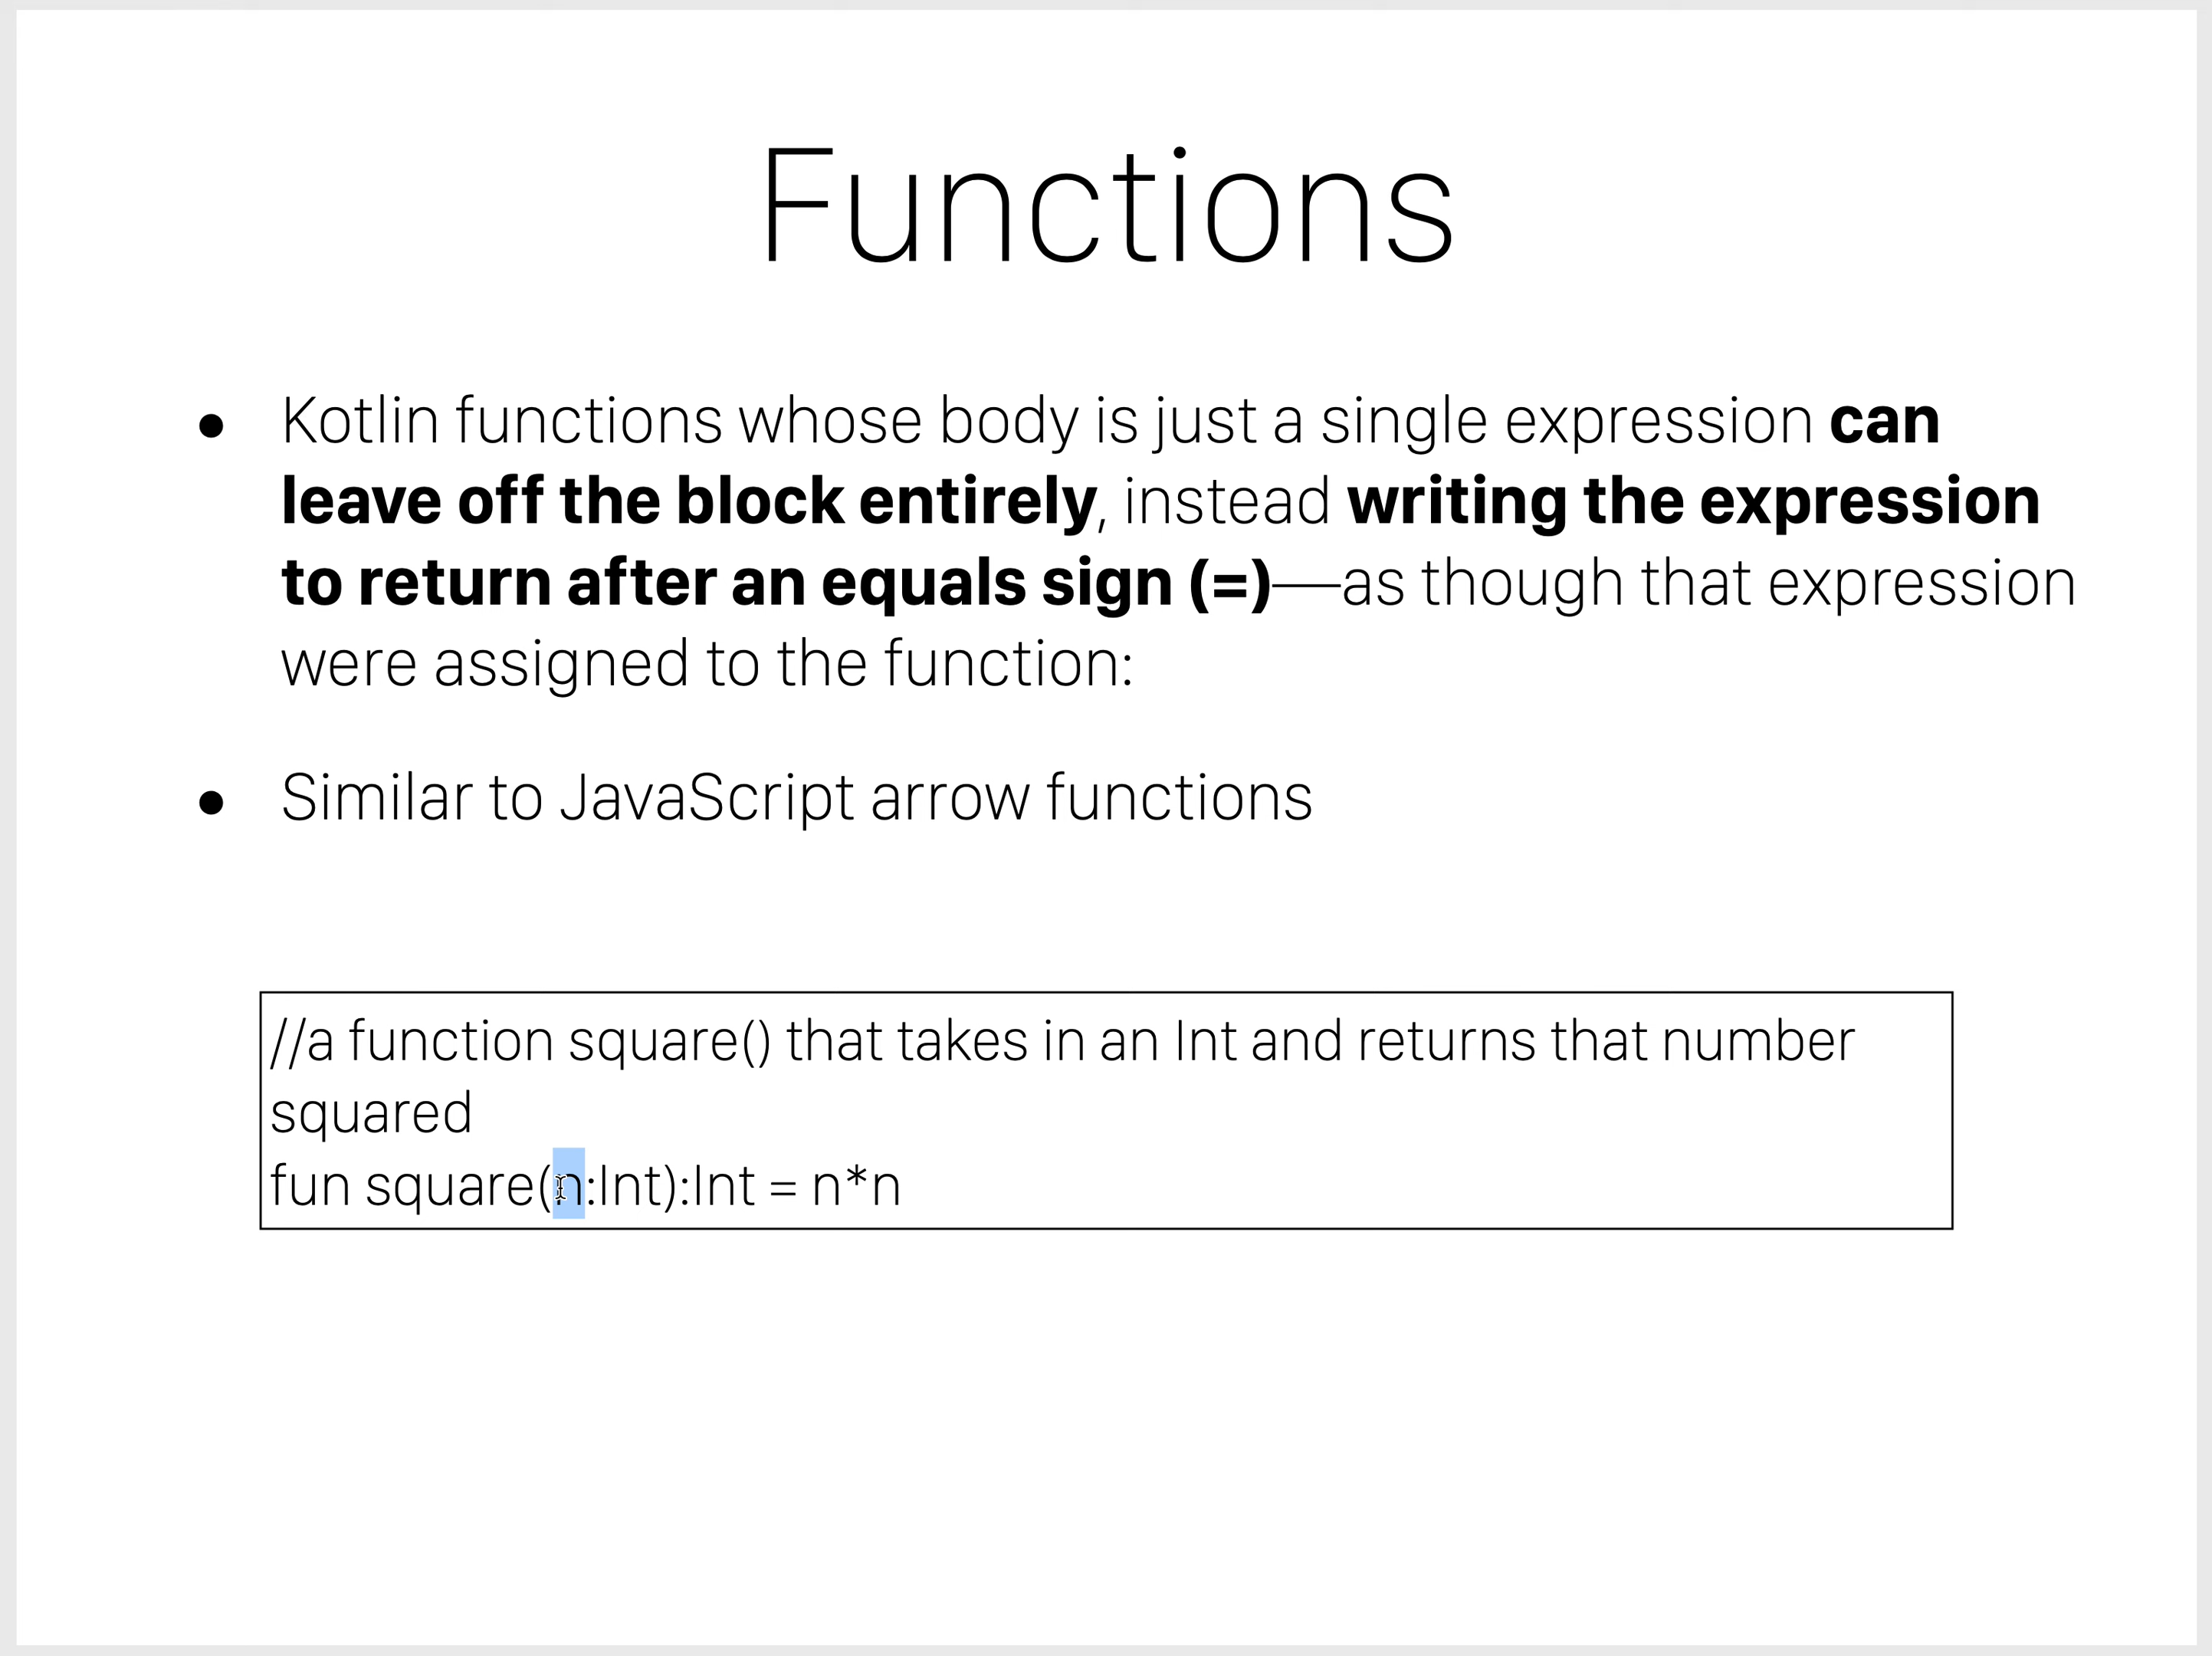 Functions
• Kotlin functions whose body is just a single expression can
leave off the block entirely, instead writing the expression
to return after an equals sign (=)—as though that expression
were assigned to the function:
• Similar to JavaScript arrow functions
//a function square() that takes in an Int and returns that number
squared
fun square(n:Int):Int = n*n